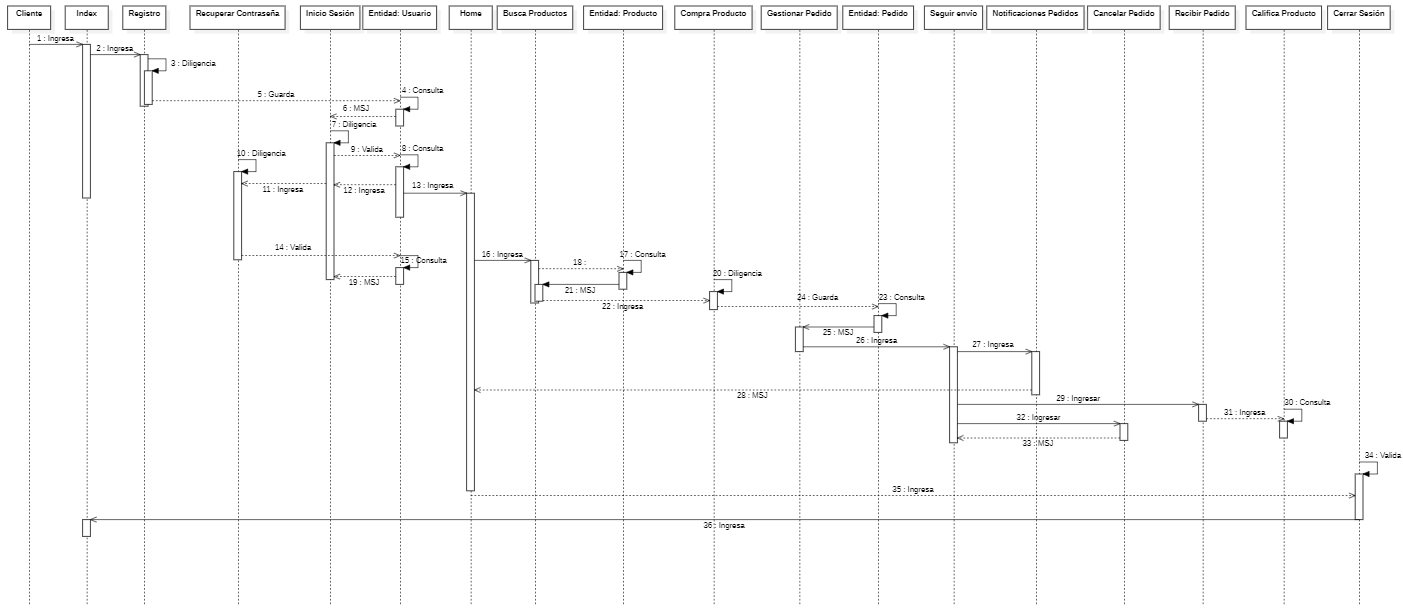 Cliente
Index
Registro
Recuperar Contraseña
Inicio Sesión
Entidad: Usuario
Home
Busca Productos
Entidad: Producto
Compra Producto
Gestionar Pedido
Entidad: Pedido
Seguir envío
Notificaciones Pedidos
Cancelar Pedido
Recibir Pedido
Califica Producto
Cerrar Sesión
1 : Ingresa
2 : Ingresa
3 : Diligencia
4 : Consulta
5 : Guarda
6 : MSJ
7 : Diligencia
8 : Consulta
9 : Valida
10 : Diligencia
11 : Ingresa
12 : Ingresa
13 : Ingresa
14 : Valida
15 : Consulta
16 : Ingresa
17 : Consulta
18 :
19 : MSJ
20 : Diligencia
21 : MSJ
22 : Ingresa
23 : Consulta
24 : Guarda
25 : MSJ
26 : Ingresa
27 : Ingresa
28 : MSJ
29 : Ingresar
30 : Consulta
31 : Ingresa
32 : Ingresar
33 : MSJ
34 : Valida
35 : Ingresa
36 : Ingresa